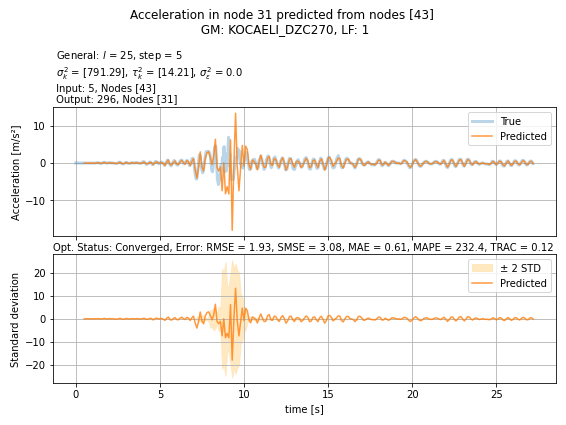 Acceleration in node 31 predicted from nodes [43]
GM: KOCAELI_DZC270, LF: 1
General: l = 25, step = 5
σ²ₖ = [791.29], τ²ₖ = [14.21], σ²ε = 0.0
Input: 5, Nodes [43]
Output: 296, Nodes [31]
Acceleration [m/s²]
10
0
−10
True
Predicted
Opt. Status: Converged, Error: RMSE = 1.93, SMSE = 3.08, MAE = 0.61, MAPE = 232.4, TRAC = 0.12
Standard deviation
20
10
0
−10
−20
± 2 STD
Predicted
0 5 10 15 20 25
time [s]